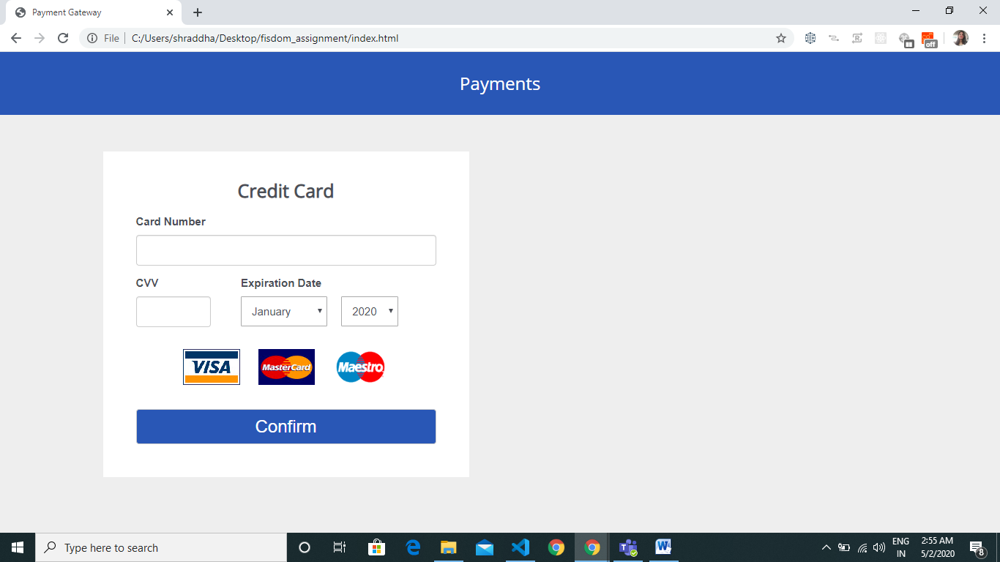 Payment Gateway
File C:/Users/shraddha/Desktop/fisdom_assignment/index.html
off
Payments
Credit Card
Card Number
CVV Expiration Date
January 2020
VISA MasterCard Maestro
Confirm
Type here to search
ENG 2:55 AM
IN 5/2/2020
8